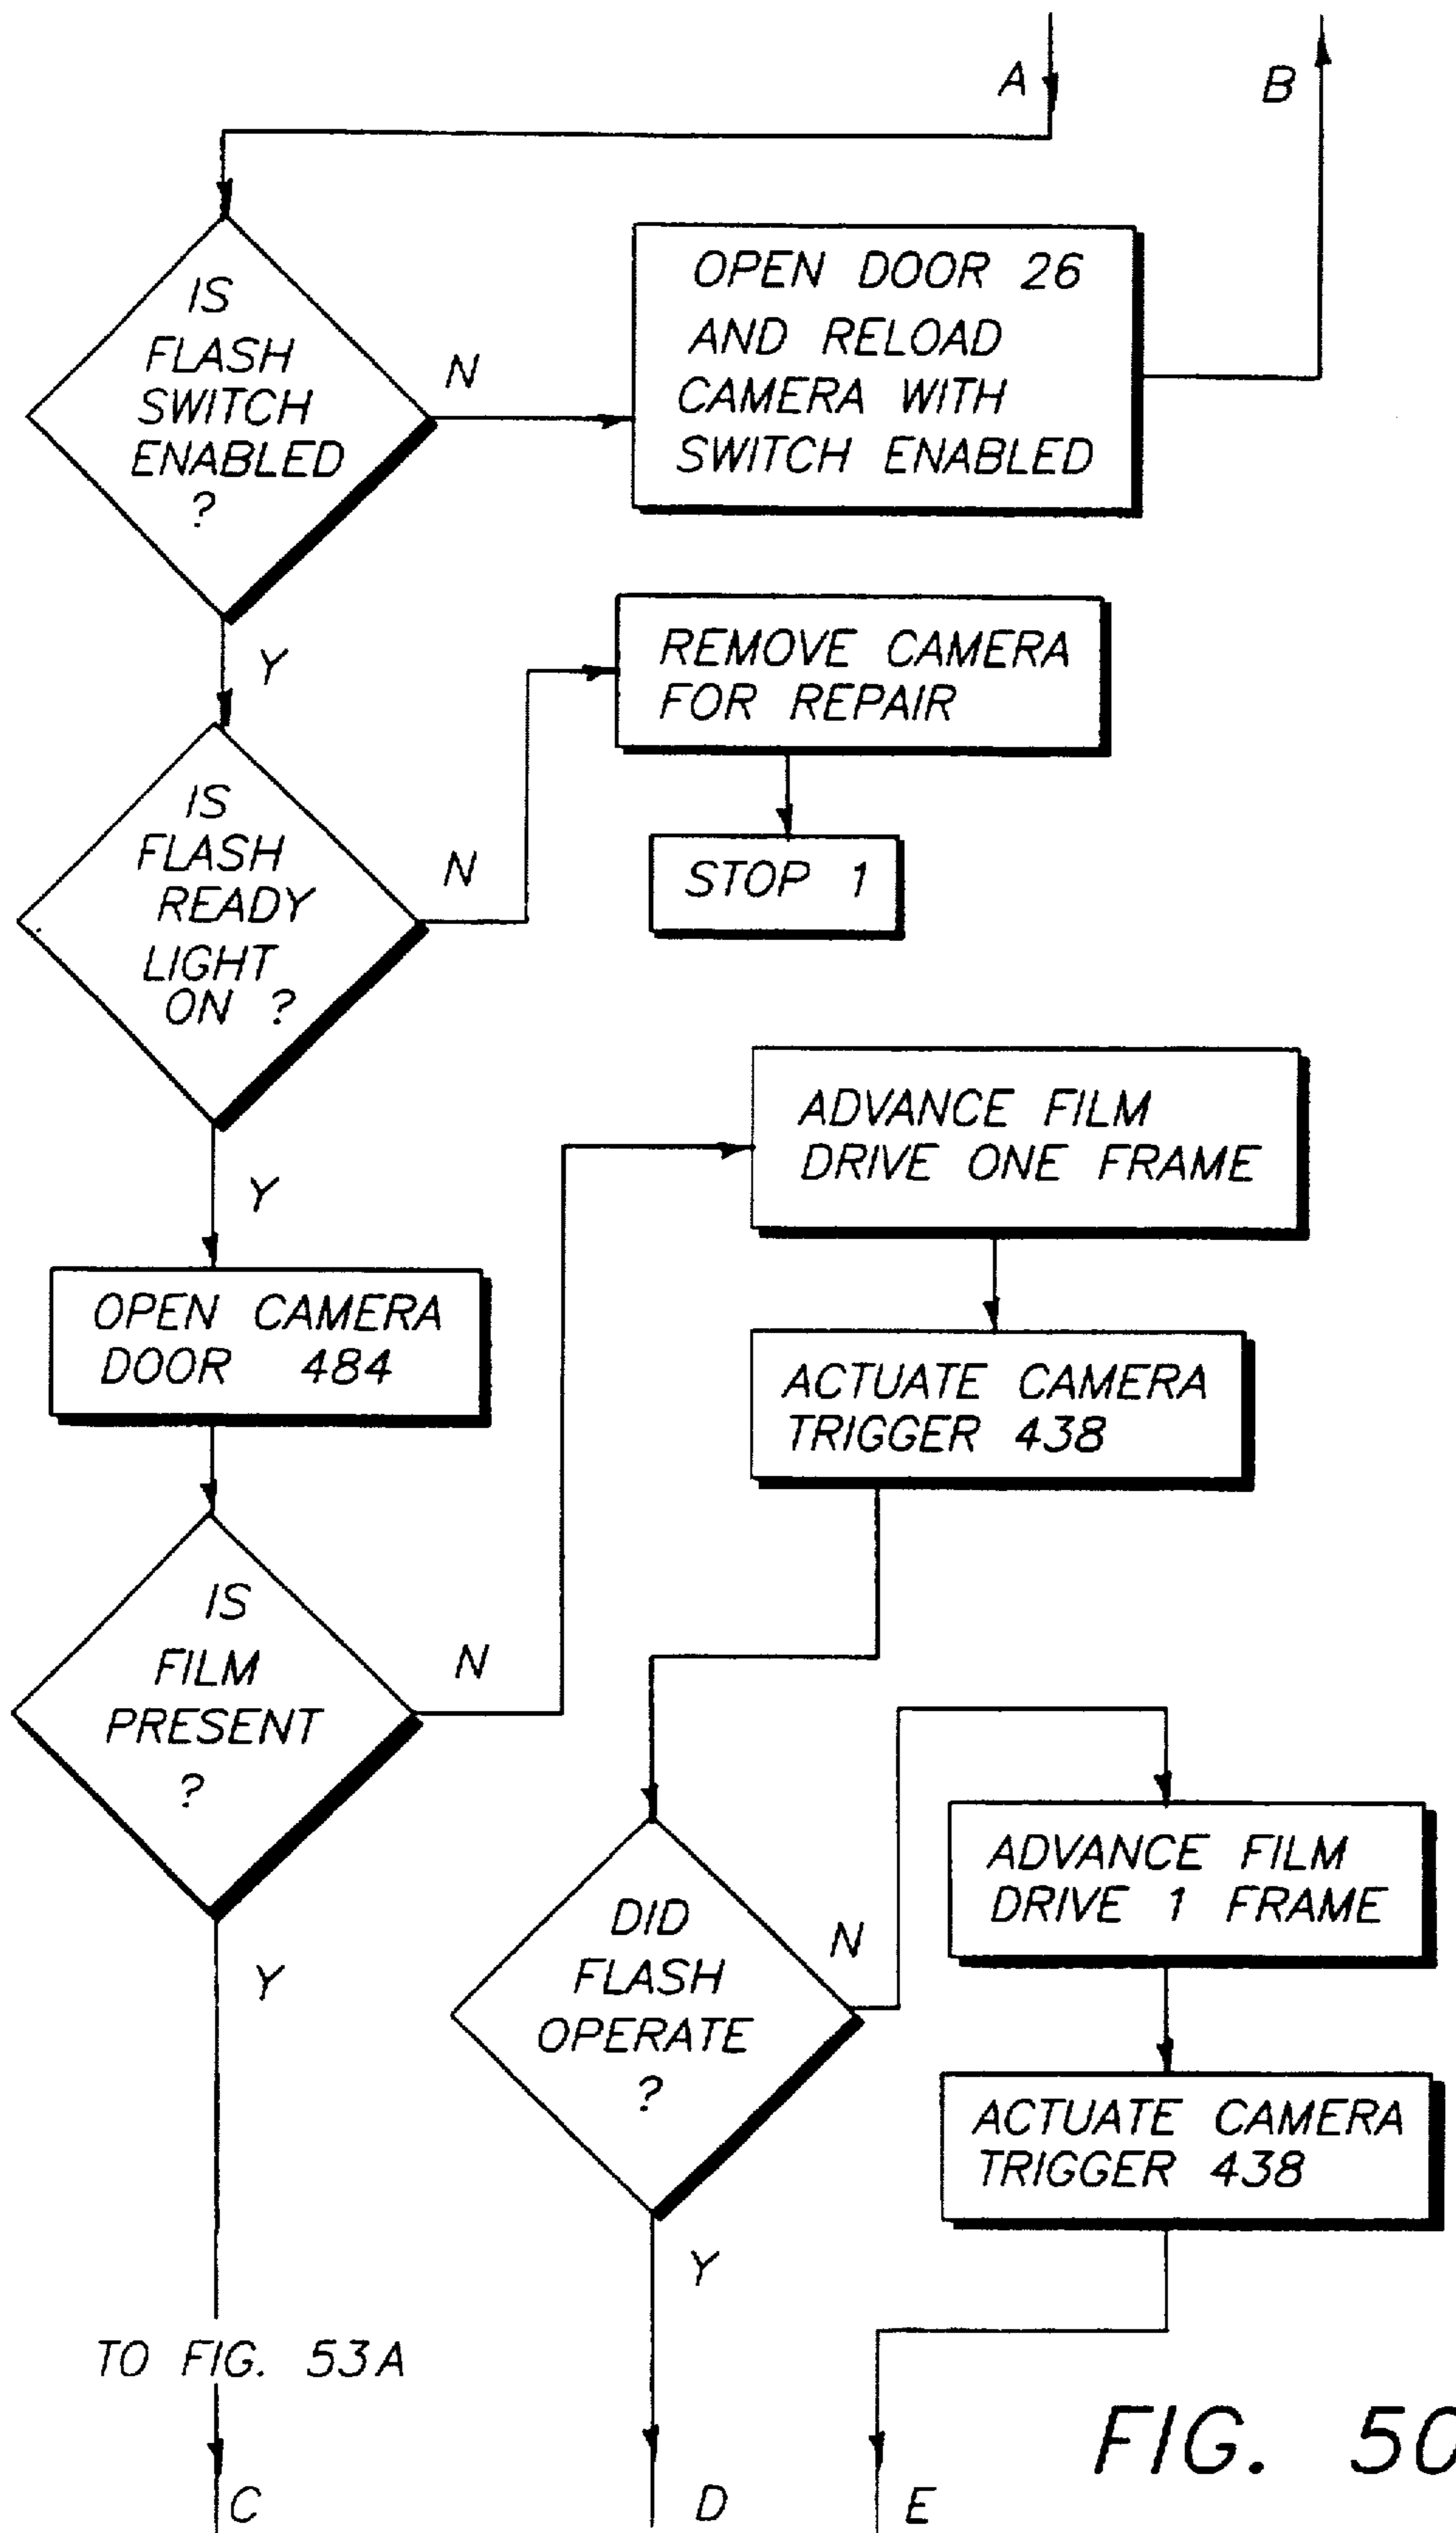 A
B
IS
FLASH
SWITCH
ENABLED
?
N
OPEN DOOR 26
AND RELOAD
CAMERA WITH
SWITCH ENABLED
Y
IS
FLASH
READY
LIGHT
ON ?
N
REMOVE CAMERA
FOR REPAIR
STOP 1
Y
OPEN CAMERA
DOOR 484
ADVANCE FILM
DRIVE ONE FRAME
ACTUATE CAMERA
TRIGGER 438
IS
FILM
PRESENT
?
N
Y
DID
FLASH
OPERATE
?
N
ADVANCE FILM
DRIVE 1 FRAME
ACTUATE CAMERA
TRIGGER 438
Y
TO FIG. 53A
C
D
E
FIG. 50